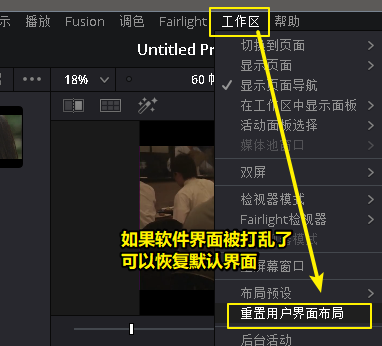 示 播放 Fusion 调色 Fairlight 工作区 帮助
Untitled Pr
18% 60 帧
切换到页面
显示页面
显示页面导航
在工作区中显示面板
活动面板选择
媒体池窗口
双屏
检视器模式
Fairlight检视器
模式
屏幕窗口
布局预设
重置用户界面布局
后台活动
如果软件界面被打乱了
可以恢复默认界面